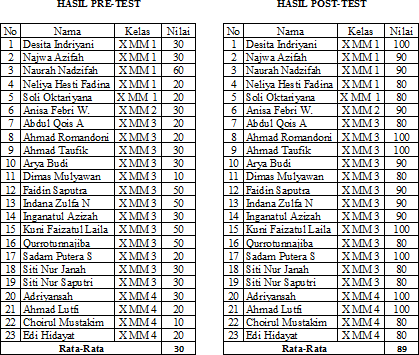 HASIL PRE-TEST
No Nama Kelas Nilai
1 Desita Indriyani X MM 1 30
2 Najwa Azifah X MM 1 30
3 Naurah Nadzifah X MM 1 60
4 Neliya Hesti Fadina X MM 1 20
5 Soli Oktariyana X MM 1 20
6 Anisa Febri W. X MM 2 30
7 Abdul Qois A X MM 3 20
8 Ahmad Romandoni X MM 3 20
9 Ahmad Taufik X MM 3 30
10 Arya Budi X MM 3 30
11 Dimas Mulyawan X MM 3 10
12 Faidin Saputra X MM 3 50
13 Indana Zulfa N X MM 3 50
14 Inganatul Azizah X MM 3 30
15 Kuni Faizatul Laila X MM 3 50
16 Qurrotunnajiba X MM 3 50
17 Sadam Putera S X MM 3 20
18 Siti Nur Janah X MM 3 30
19 Siti Nur Saputri X MM 3 30
20 Adriyansah X MM 4 20
21 Ahmad Lutfi X MM 4 20
22 Choirul Mustakim X MM 4 10
23 Edi Hidayat X MM 4 20
Rata-Rata 30
HASIL POST-TEST
No Nama Kelas Nilai
1 Desita Indriyani X MM 1 100
2 Najwa Azifah X MM 1 90
3 Naurah Nadzifah X MM 1 90
4 Neliya Hesti Fadina X MM 1 80
5 Soli Oktariyana X MM 1 80
6 Anisa Febri W. X MM 2 90
7 Abdul Qois A X MM 3 80
8 Ahmad Romandoni X MM 3 100
9 Ahmad Taufik X MM 3 100
10 Arya Budi X MM 3 90
11 Dimas Mulyawan X MM 3 80
12 Faidin Saputra X MM 3 90
13 Indana Zulfa N X MM 3 90
14 Inganatul Azizah X MM 3 90
15 Kuni Faizatul Laila X MM 3 100
16 Qurrotunnajiba X MM 3 80
17 Sadam Putera S X MM 3 100
18 Siti Nur Janah X MM 3 80
19 Siti Nur Saputri X MM 3 80
20 Adriyansah X MM 4 100
21 Ahmad Lutfi X MM 4 100
22 Choirul Mustakim X MM 4 80
23 Edi Hidayat X MM 4 80
Rata-Rata 89